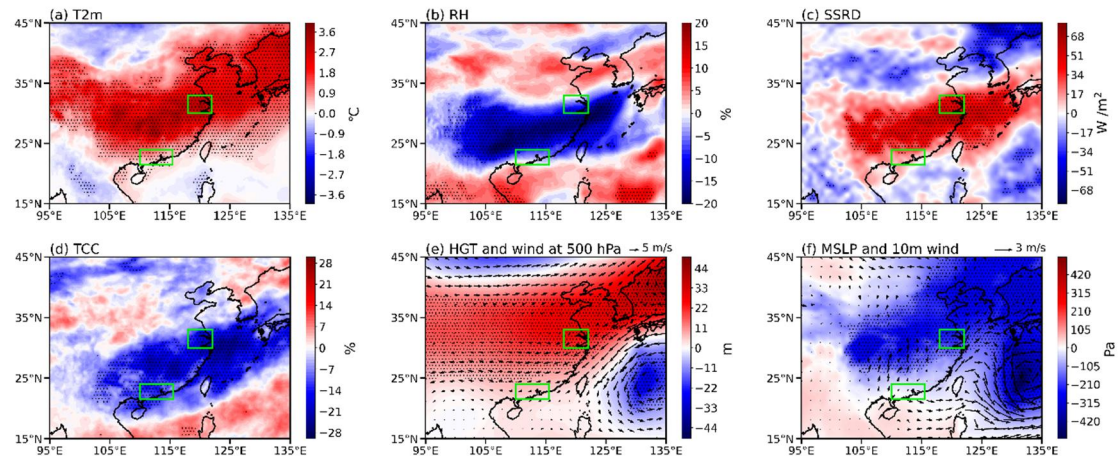 (a) T2m
45°N
35°N
25°N
15°N
95°E 105°E 115°E 125°E 135°E
3.6
2.7
1.8
0.9
0.0
−0.9
−1.8
−2.7
−3.6
°C
(b) RH
45°N
35°N
25°N
15°N
95°E 105°E 115°E 125°E 135°E
20
15
10
5
0
−5
−10
−15
−20
%
(c) SSRD
45°N
35°N
25°N
15°N
95°E 105°E 115°E 125°E 135°E
68
51
34
17
0
−17
−34
−51
−68
W /m²
(d) TCC
45°N
35°N
25°N
15°N
95°E 105°E 115°E 125°E 135°E
28
21
14
7
0
−7
−14
−21
−28
%
(e) HGT and wind at 500 hPa 5 m/s
45°N
35°N
25°N
15°N
95°E 105°E 115°E 125°E 135°E
44
33
22
11
0
−11
−22
−33
−44
m
(f) MSLP and 10m wind 3 m/s
45°N
35°N
25°N
15°N
95°E 105°E 115°E 125°E 135°E
420
315
210
105
0
−105
−210
−315
−420
Pa